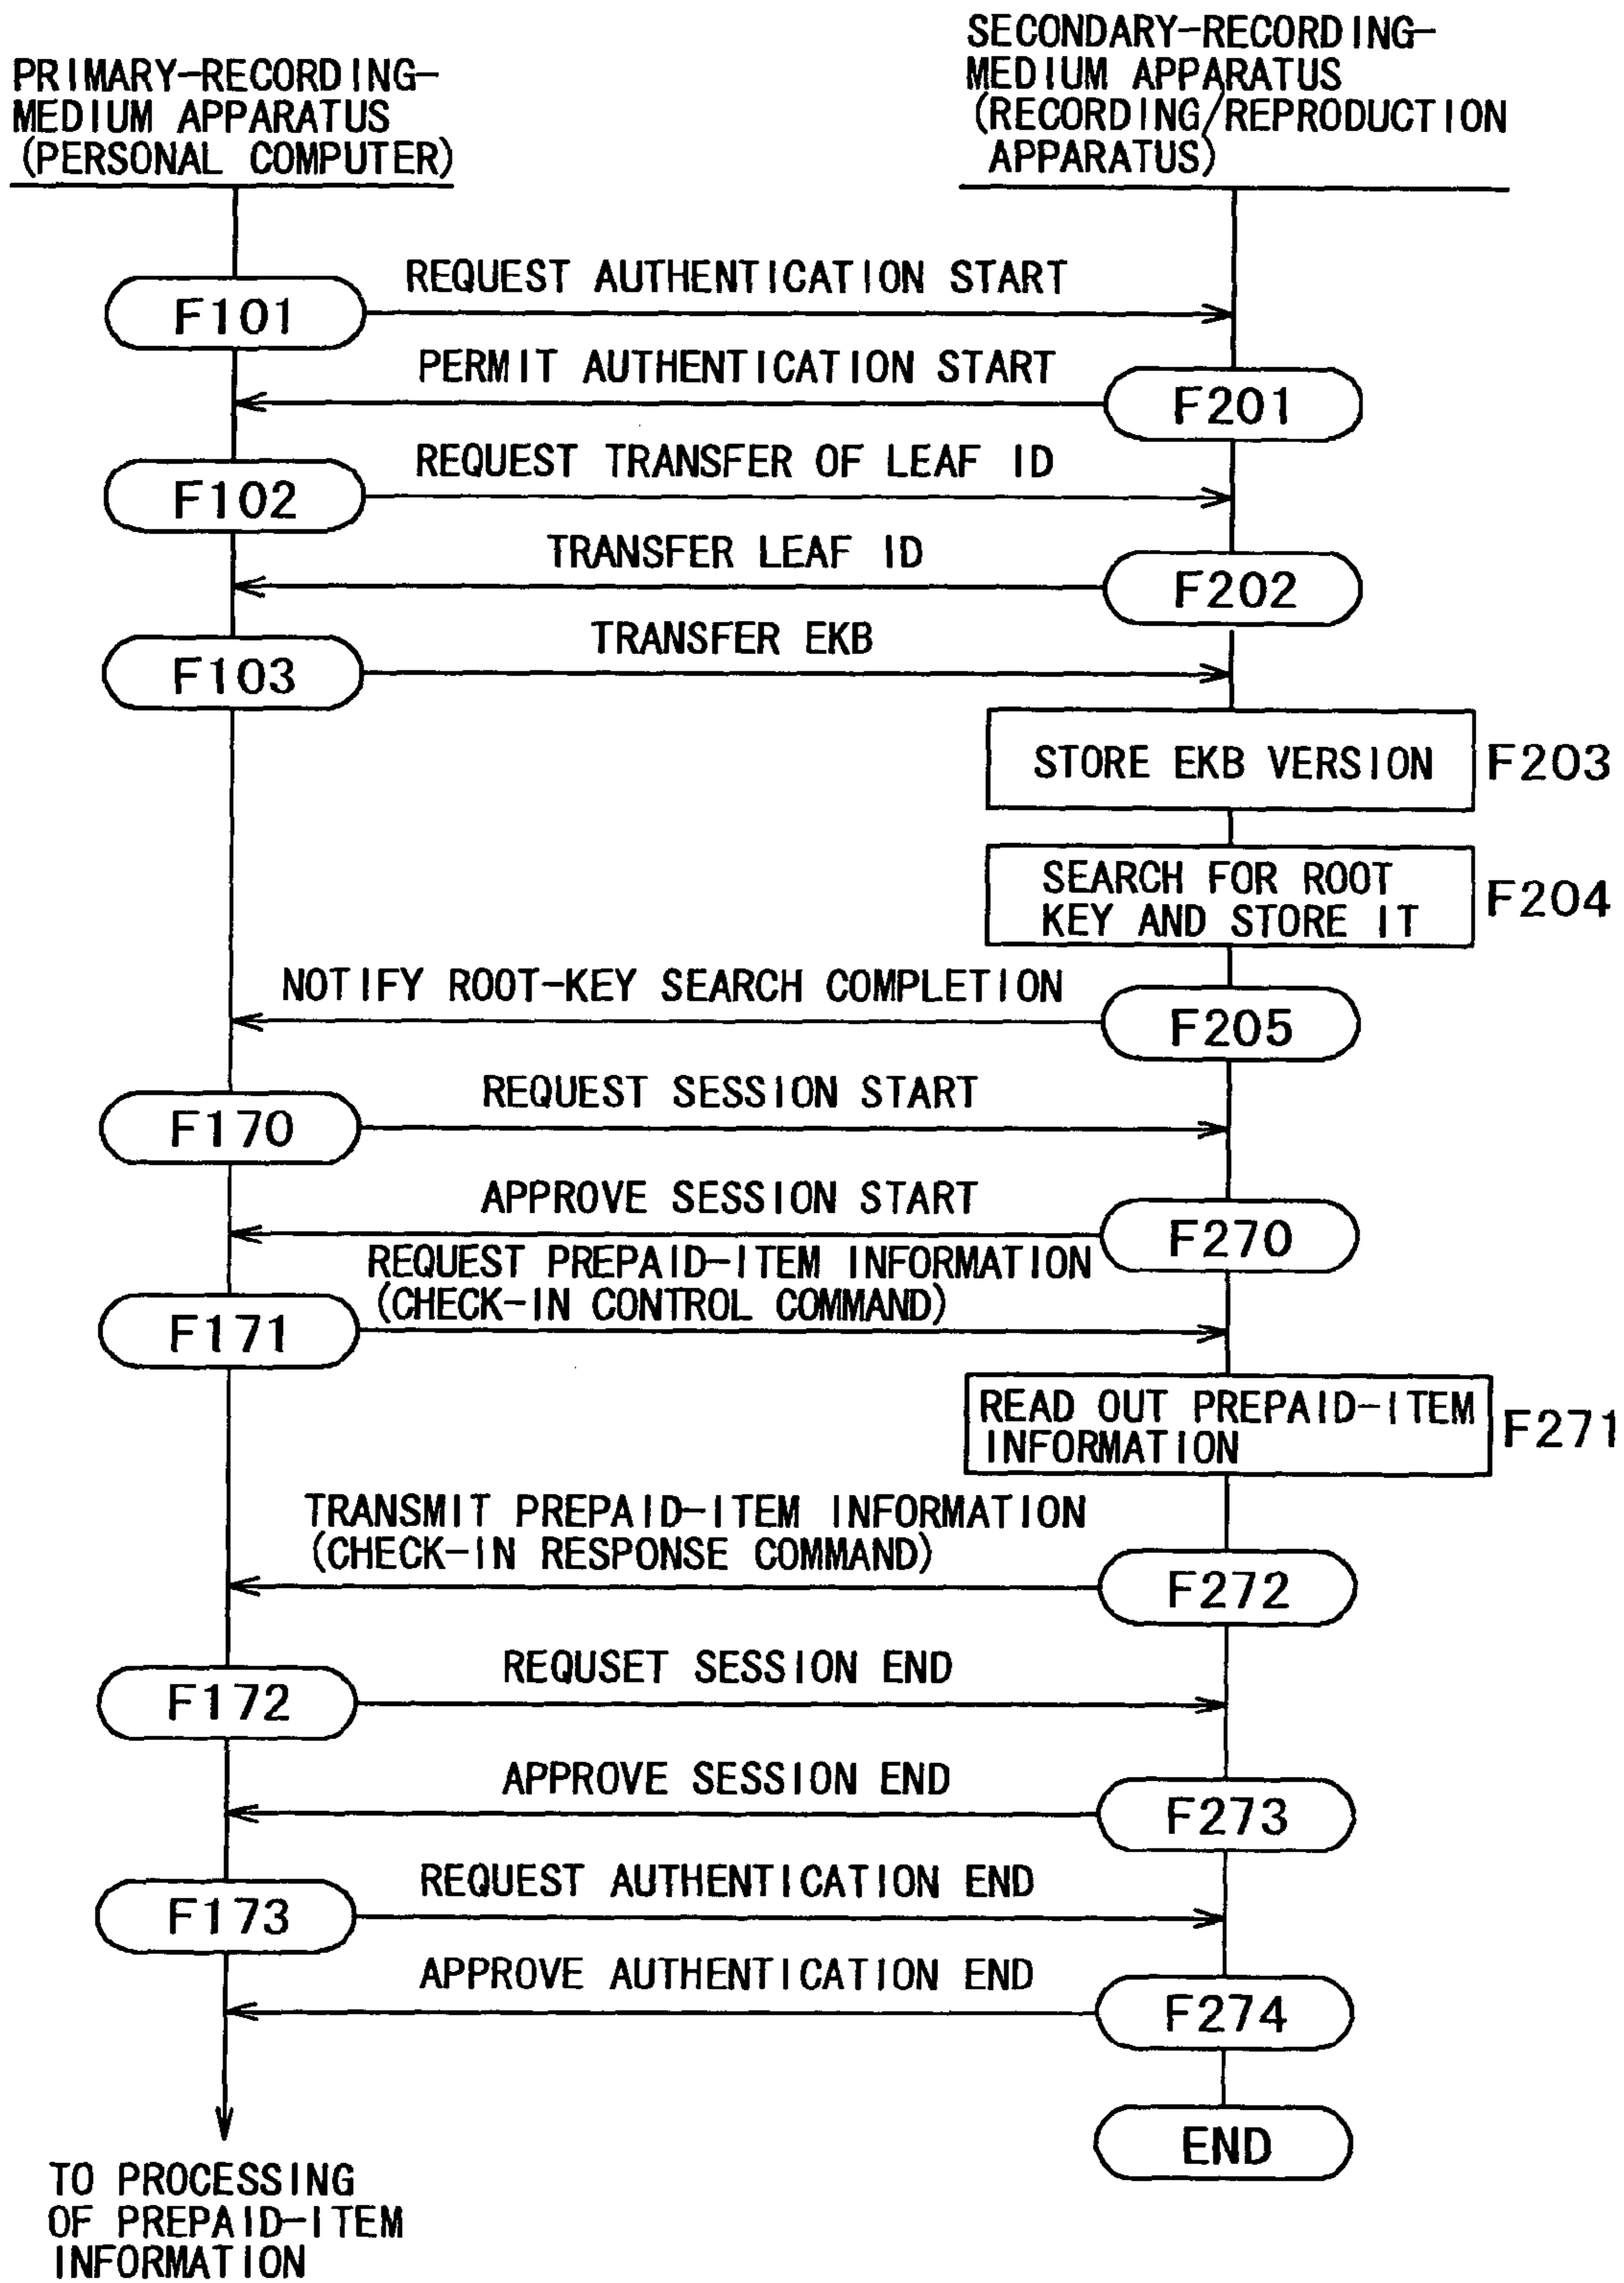 PRIMARY-RECORDING-
MEDIUM APPARATUS
(PERSONAL COMPUTER)
SECONDARY-RECORDING-
MEDIUM APPARATUS
(RECORDING/REPRODUCTION
APPARATUS)
REQUEST AUTHENTICATION START
F101
PERMIT AUTHENTICATION START
F201
REQUEST TRANSFER OF LEAF ID
F102
TRANSFER LEAF ID
F202
TRANSFER EKB
F103
STORE EKB VERSION
F203
SEARCH FOR ROOT
KEY AND STORE IT
F204
NOTIFY ROOT-KEY SEARCH COMPLETION
F205
REQUEST SESSION START
F170
APPROVE SESSION START
F270
REQUEST PREPAID-ITEM INFORMATION
(CHECK-IN CONTROL COMMAND)
F171
READ OUT PREPAID-ITEM
INFORMATION
F271
TRANSMIT PREPAID-ITEM INFORMATION
(CHECK-IN RESPONSE COMMAND)
F272
REQUSET SESSION END
F172
APPROVE SESSION END
F273
REQUEST AUTHENTICATION END
F173
APPROVE AUTHENTICATION END
F274
END
TO PROCESSING
OF PREPAID-ITEM
INFORMATION